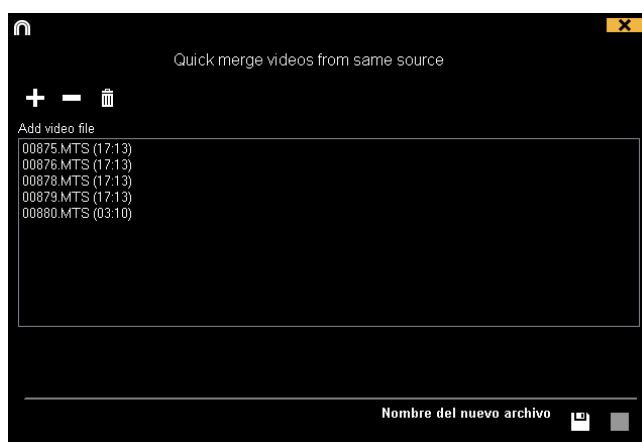 Quick merge videos from same source
Add video file
00875.MTS (17:13)
00876.MTS (17:13)
00878.MTS (17:13)
00879.MTS (17:13)
00880.MTS (03:10)
Nombre del nuevo archivo